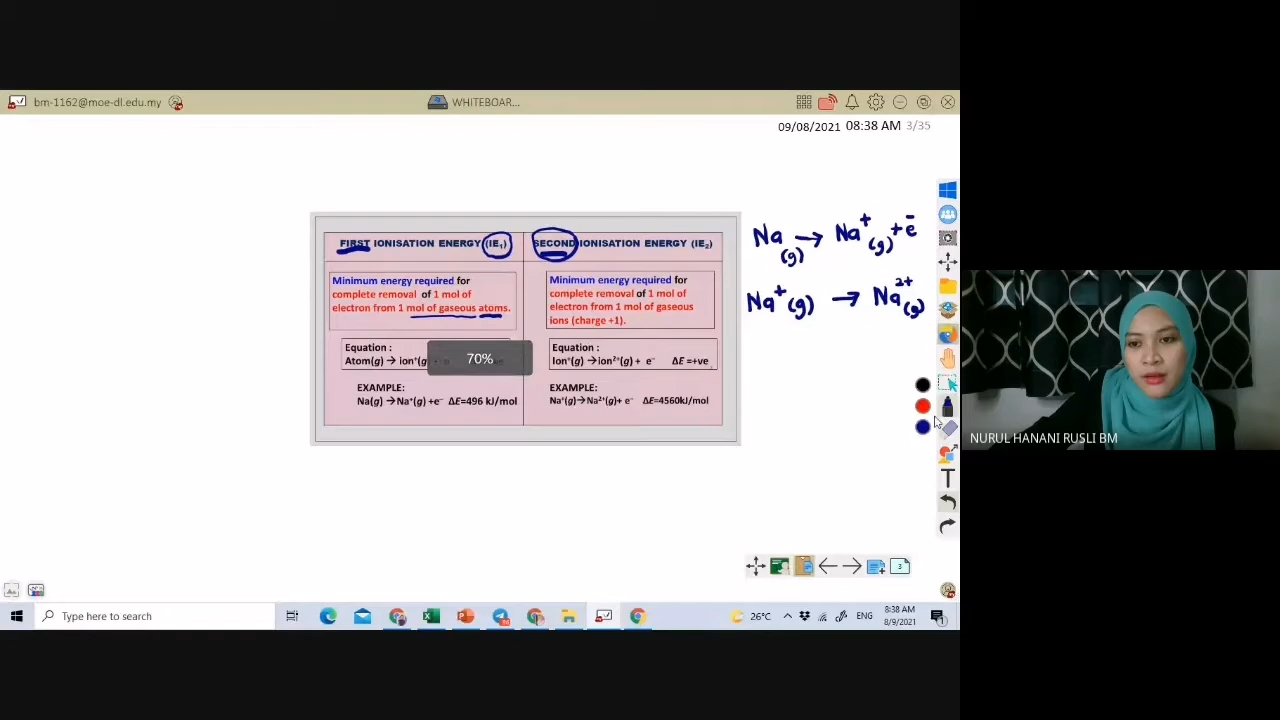 bm-1162@moe-dl.edu.my
WHITEBOAR...
09/08/2021 08:38 AM 3/35
FIRST IONISATION ENERGY (IE₁)
SECOND IONISATION ENERGY (IE₂)
Minimum energy required for
complete removal of 1 mol of
electron from 1 mol of gaseous atoms.
Minimum energy required for
complete removal of 1 mol of
electron from 1 mol of gaseous
ions (charge +1).
Equation :
Atom(g) → ion⁺(g)
Equation :
Ion⁺(g) →ion²⁺(g) + e⁻ ΔE =+ve
70%
EXAMPLE:
Na(g) →Na⁺(g) +e⁻ ΔE=496 kJ/mol
EXAMPLE:
Na⁺(g)→Na²⁺(g)+ e⁻ ΔE=4560kJ/mol
Na(g) → Na⁺(g) + ē
Na⁺(g) → Na²⁺(g)
NURUL HANANI RUSLI BM
T
3
Type here to search
26°C
ENG
8:38 AM
8/9/2021
1